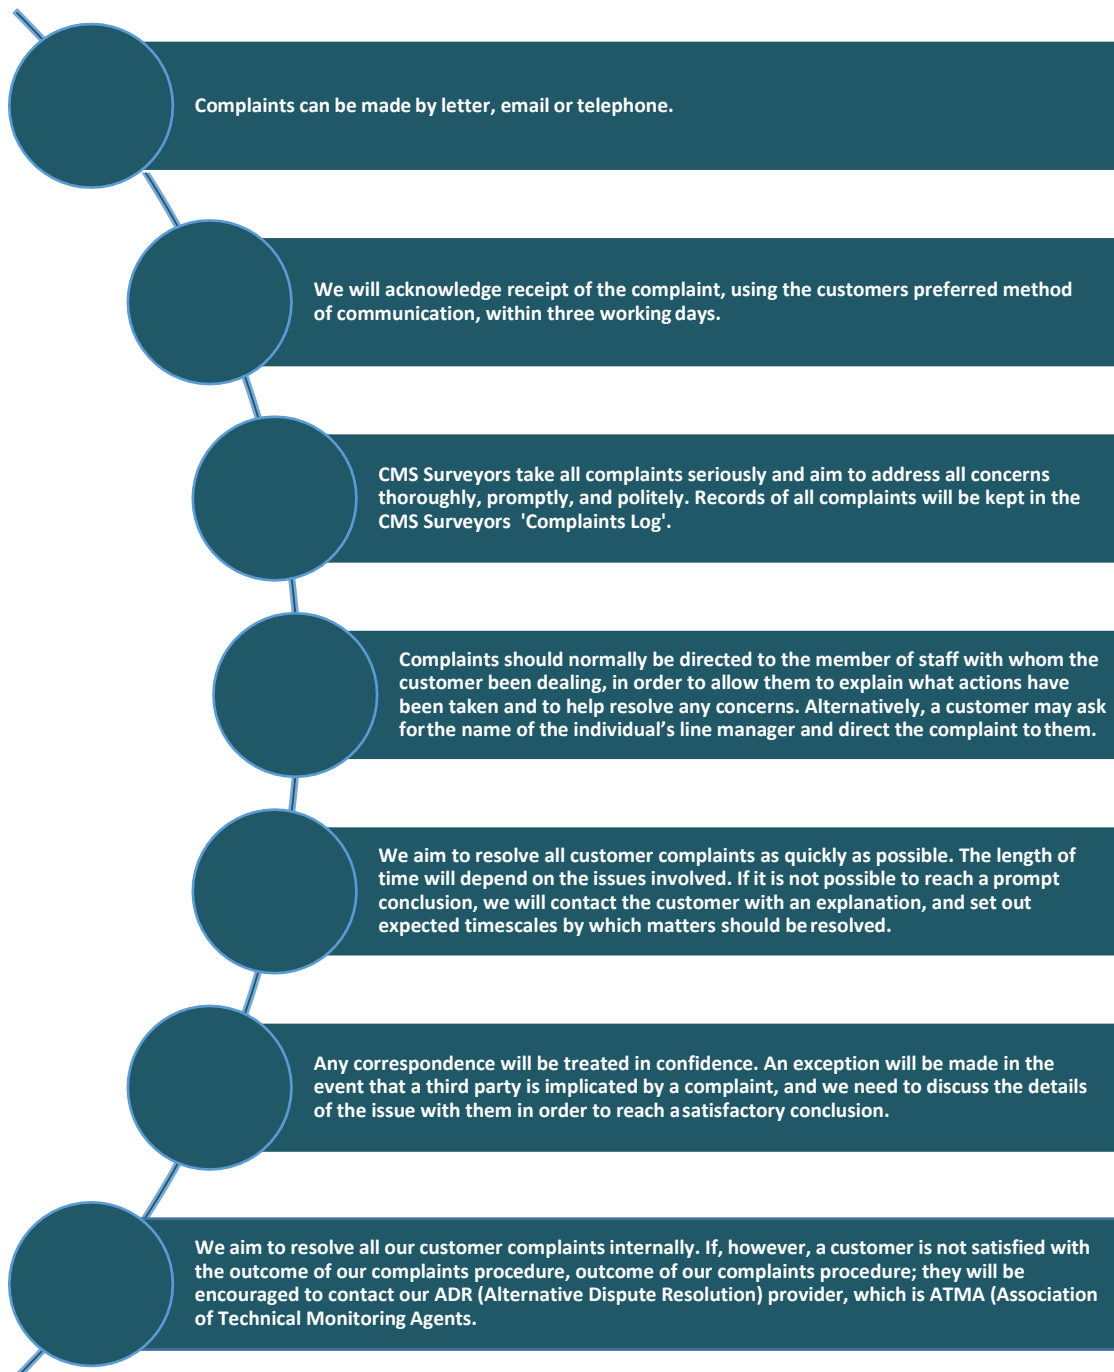 Complaints can be made by letter, email or telephone.
We will acknowledge receipt of the complaint, using the customers preferred method
of communication, within three working days.
CMS Surveyors take all complaints seriously and aim to address all concerns
thoroughly, promptly, and politely. Records of all complaints will be kept in the
CMS Surveyors 'Complaints Log'.
Complaints should normally be directed to the member of staff with whom the
customer been dealing, in order to allow them to explain what actions have
been taken and to help resolve any concerns. Alternatively, a customer may ask
for the name of the individual’s line manager and direct the complaint to them.
We aim to resolve all customer complaints as quickly as possible. The length of
time will depend on the issues involved. If it is not possible to reach a prompt
conclusion, we will contact the customer with an explanation, and set out
expected timescales by which matters should be resolved.
Any correspondence will be treated in confidence. An exception will be made in the
event that a third party is implicated by a complaint, and we need to discuss the details
of the issue with them in order to reach a satisfactory conclusion.
We aim to resolve all our customer complaints internally. If, however, a customer is not satisfied with
the outcome of our complaints procedure, outcome of our complaints procedure; they will be
encouraged to contact our ADR (Alternative Dispute Resolution) provider, which is ATMA (Association
of Technical Monitoring Agents.